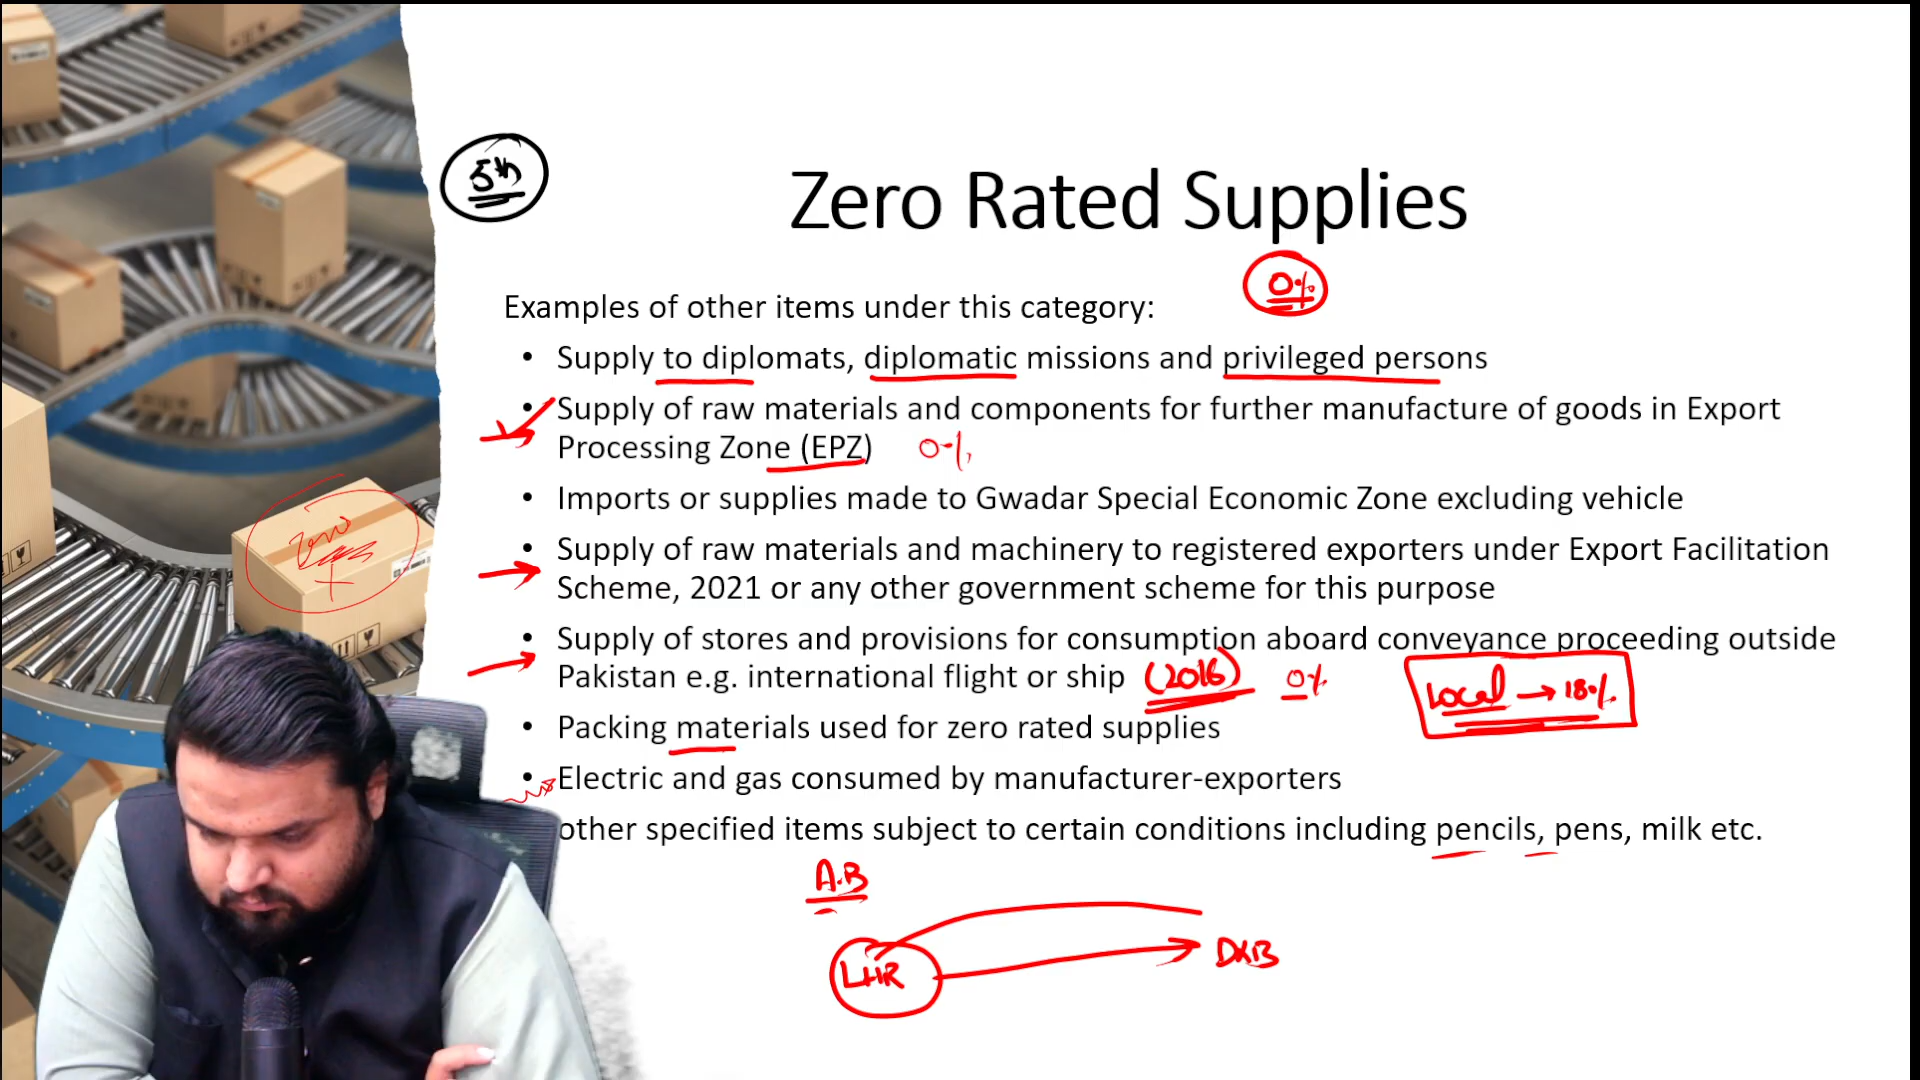 5th
Zero Rated Supplies
0%
Examples of other items under this category:
• Supply to diplomats, diplomatic missions and privileged persons
• Supply of raw materials and components for further manufacture of goods in Export
Processing Zone (EPZ) 0%
• Imports or supplies made to Gwadar Special Economic Zone excluding vehicle
zero
• Supply of raw materials and machinery to registered exporters under Export Facilitation
Scheme, 2021 or any other government scheme for this purpose
• Supply of stores and provisions for consumption aboard conveyance proceeding outside
Pakistan e.g. international flight or ship (2016) 0% Local → 18%
• Packing materials used for zero rated supplies
• Electric and gas consumed by manufacturer-exporters
other specified items subject to certain conditions including pencils, pens, milk etc.
A.B
LHR DXB